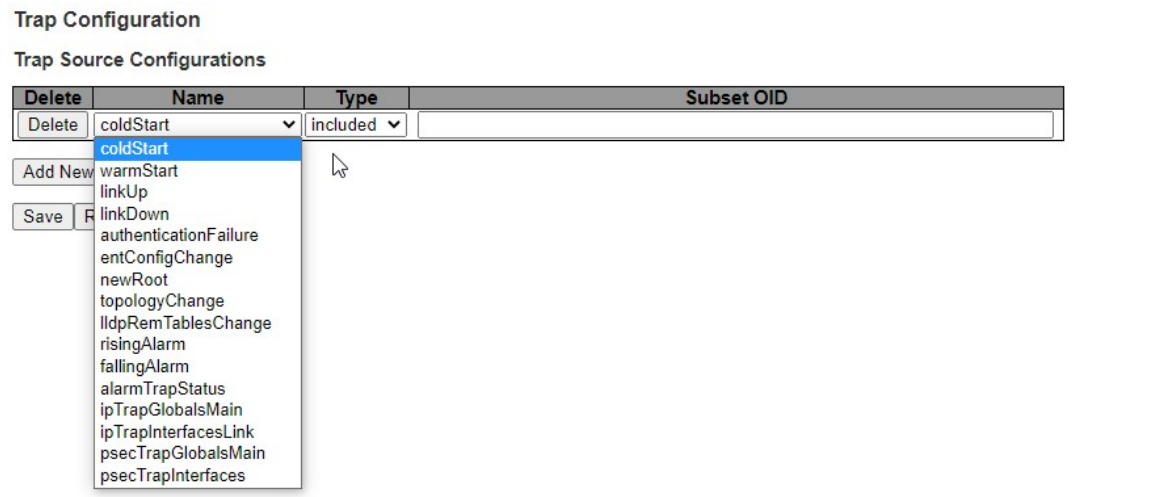 Trap Configuration
Trap Source Configurations
Delete Name Type Subset OID
Delete coldStart included
coldStart
Add New warmStart
linkUp
Save R linkDown
authenticationFailure
entConfigChange
newRoot
topologyChange
lldpRemTablesChange
risingAlarm
fallingAlarm
alarmTrapStatus
ipTrapGlobalsMain
ipTrapInterfacesLink
psecTrapGlobalsMain
psecTrapInterfaces